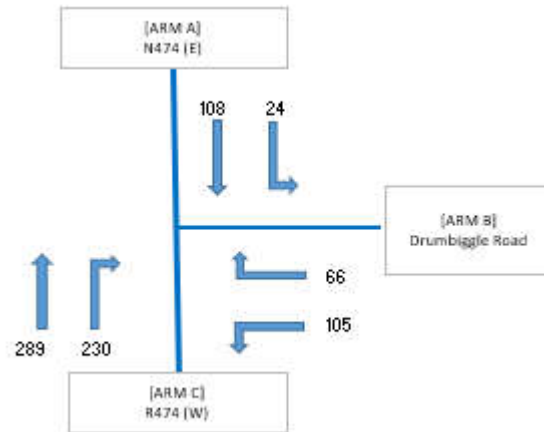 [ARM A]
N474 (E)
108
24
[ARM B]
Drumbiggle Road
66
105
289
230
[ARM C]
R474 (W)